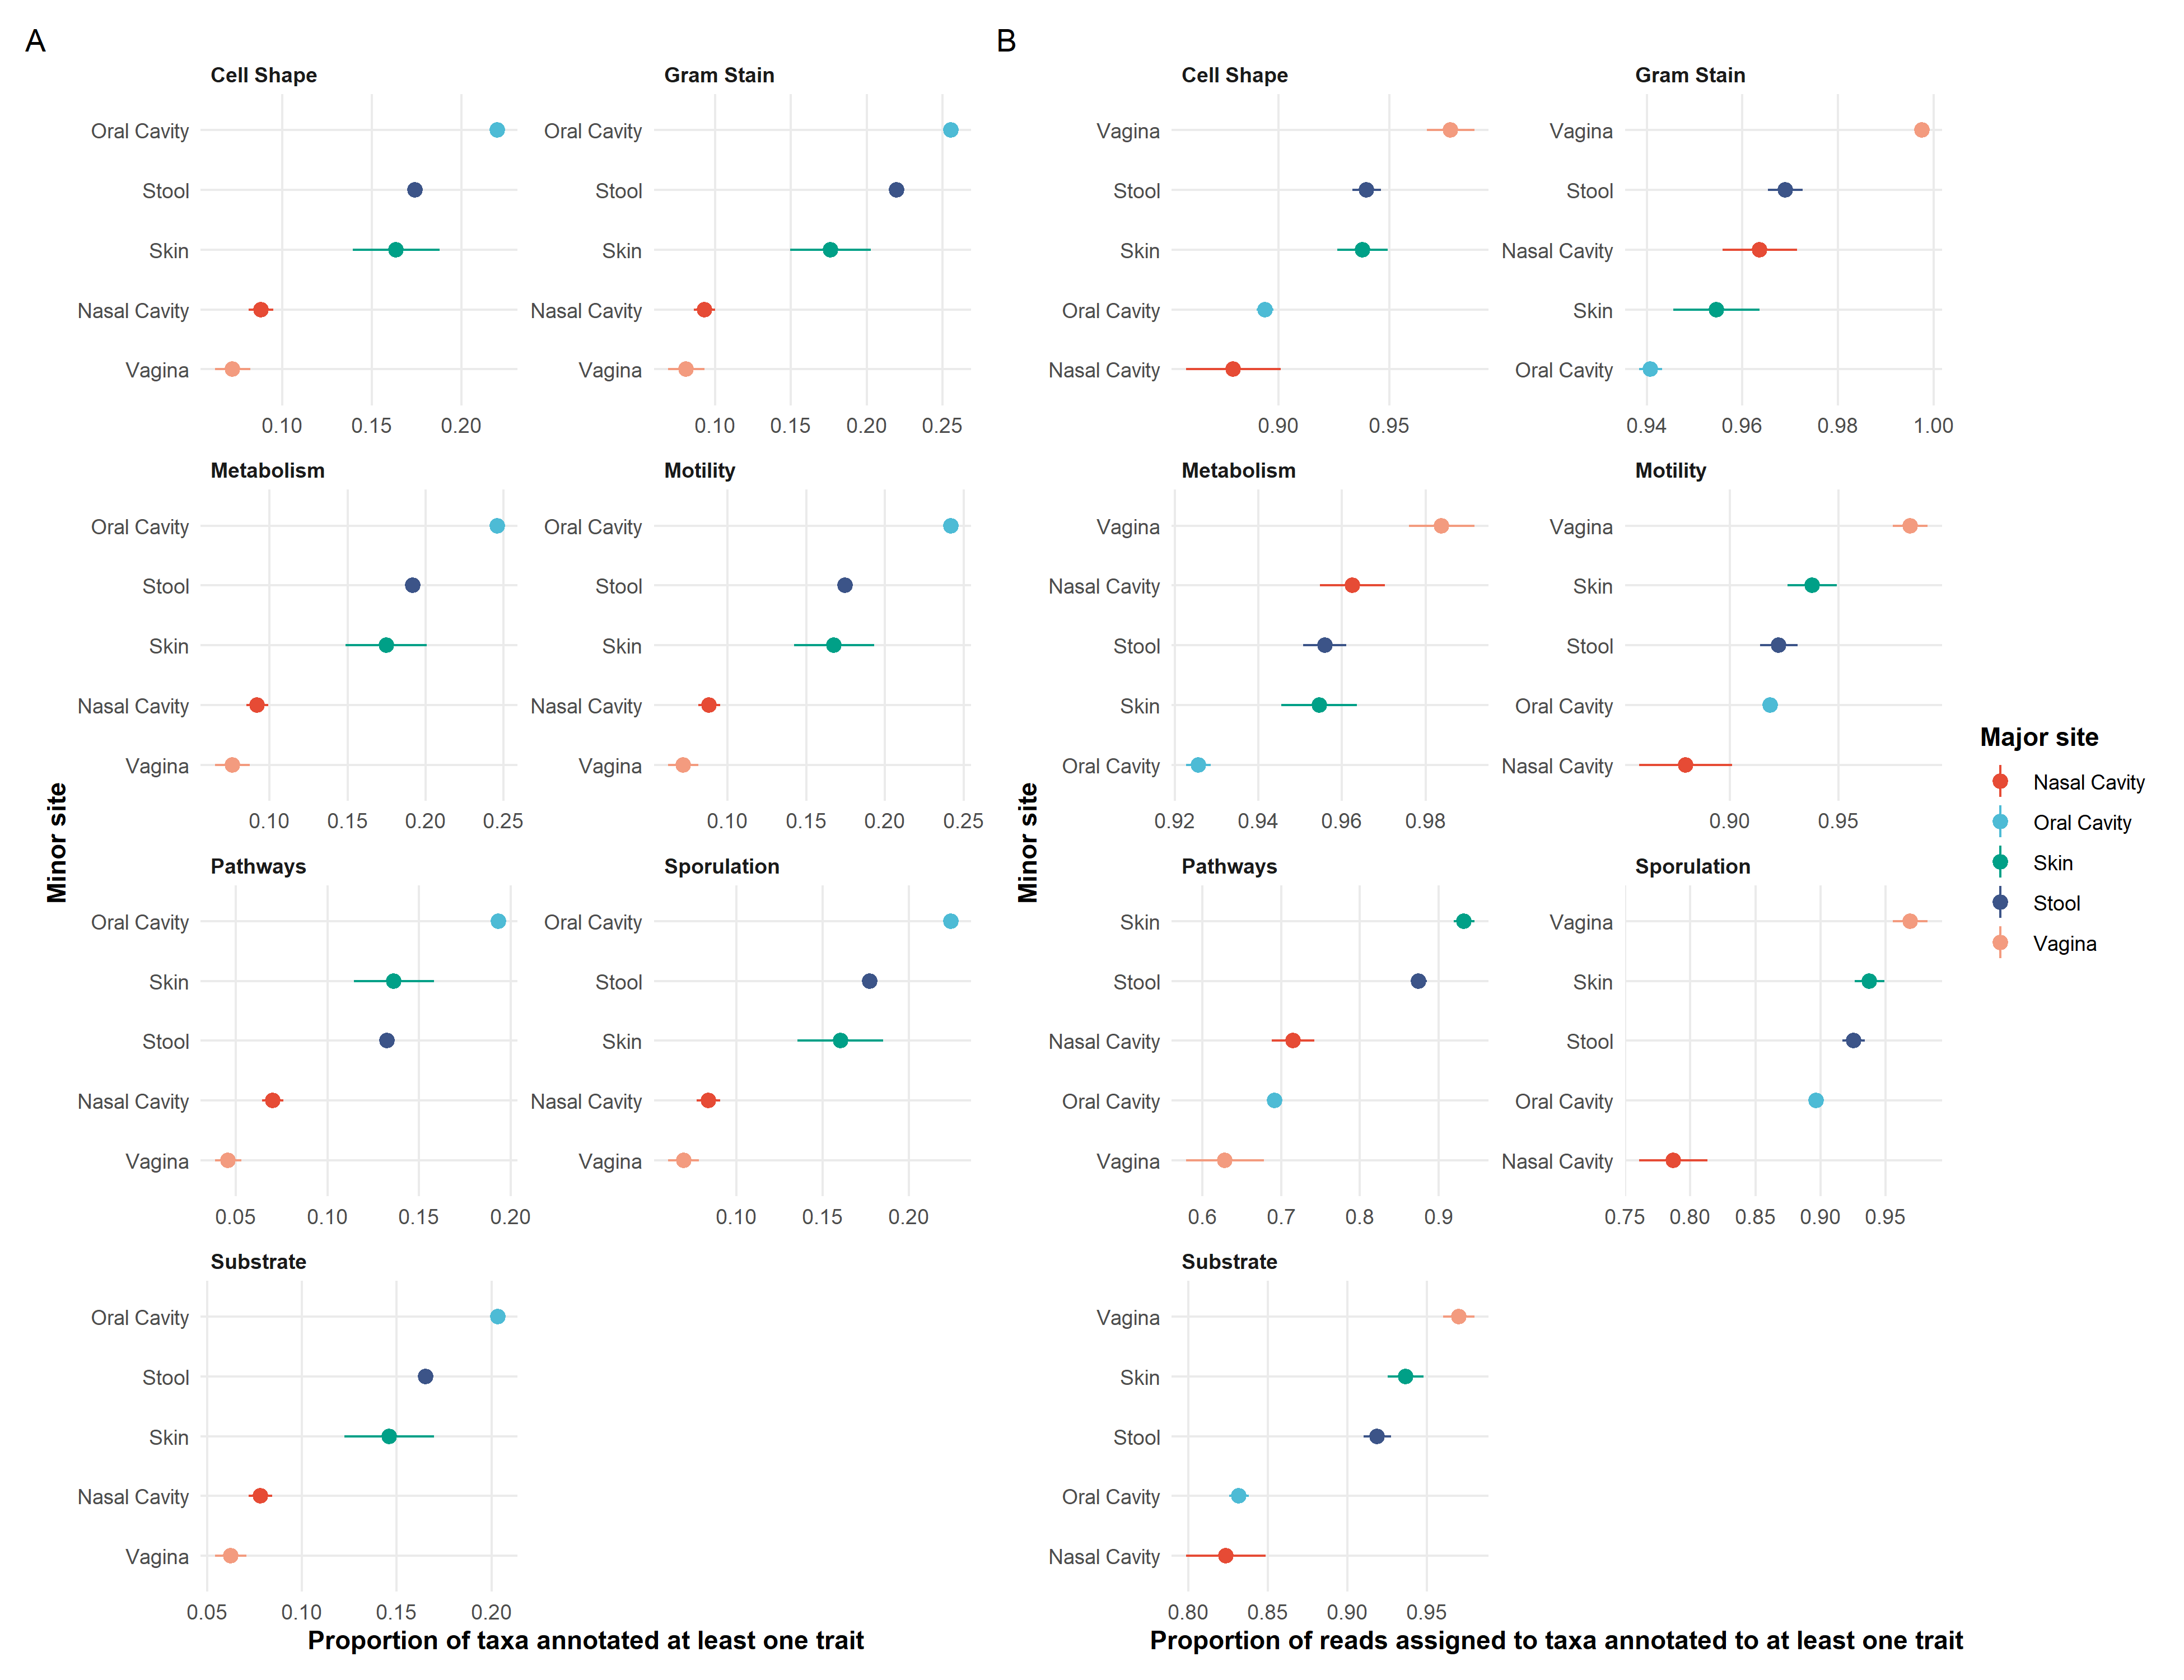 A
Cell Shape
Oral Cavity
Stool
Skin
Nasal Cavity
Vagina
0.10 0.15 0.20
Gram Stain
Oral Cavity
Stool
Skin
Nasal Cavity
Vagina
0.10 0.15 0.20 0.25
Metabolism
Oral Cavity
Stool
Skin
Nasal Cavity
Vagina
0.10 0.15 0.20 0.25
Motility
Oral Cavity
Stool
Skin
Nasal Cavity
Vagina
0.10 0.15 0.20 0.25
Pathways
Oral Cavity
Skin
Stool
Nasal Cavity
Vagina
0.05 0.10 0.15 0.20
Sporulation
Oral Cavity
Stool
Skin
Nasal Cavity
Vagina
0.10 0.15 0.20
Substrate
Oral Cavity
Stool
Skin
Nasal Cavity
Vagina
0.05 0.10 0.15 0.20
Minor site
Proportion of taxa annotated at least one trait
B
Cell Shape
Vagina
Stool
Skin
Oral Cavity
Nasal Cavity
0.90 0.95
Gram Stain
Vagina
Stool
Nasal Cavity
Skin
Oral Cavity
0.94 0.96 0.98 1.00
Metabolism
Vagina
Nasal Cavity
Stool
Skin
Oral Cavity
0.92 0.94 0.96 0.98
Motility
Vagina
Skin
Stool
Oral Cavity
Nasal Cavity
0.90 0.95
Pathways
Skin
Stool
Nasal Cavity
Oral Cavity
Vagina
0.6 0.7 0.8 0.9
Sporulation
Vagina
Skin
Stool
Oral Cavity
Nasal Cavity
0.75 0.80 0.85 0.90 0.95
Substrate
Vagina
Skin
Stool
Oral Cavity
Nasal Cavity
0.80 0.85 0.90 0.95
Minor site
Proportion of reads assigned to taxa annotated to at least one trait
Major site
Nasal Cavity
Oral Cavity
Skin
Stool
Vagina